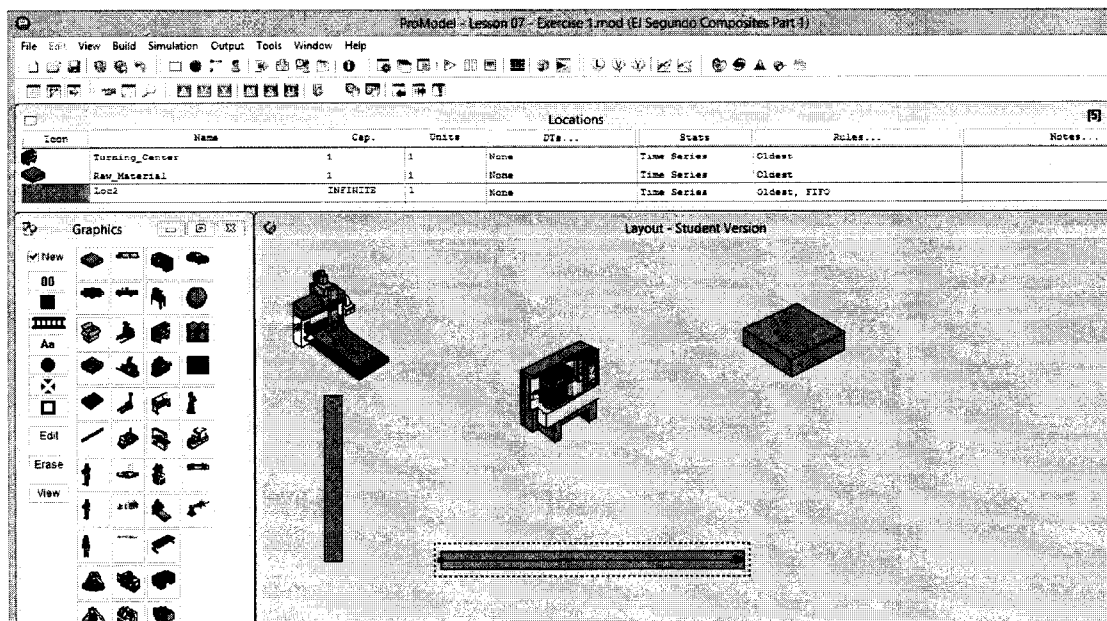 ProModel - Lesson 07 - Exercise 1.mod (El Segundo Composites Part 1)
File Edit View Build Simulation Output Tools Window Help
Locations
Icon Name Cap. Units DTs... Stats Rules... Notes...
Turning_Center 1 1 None Time Series Oldest
Raw_Material 1 1 None Time Series Oldest
Loc2 INFINITE 1 None Time Series Oldest, FIFO
Graphics
Layout - Student Version
New
Aa
Edit
Erase
View